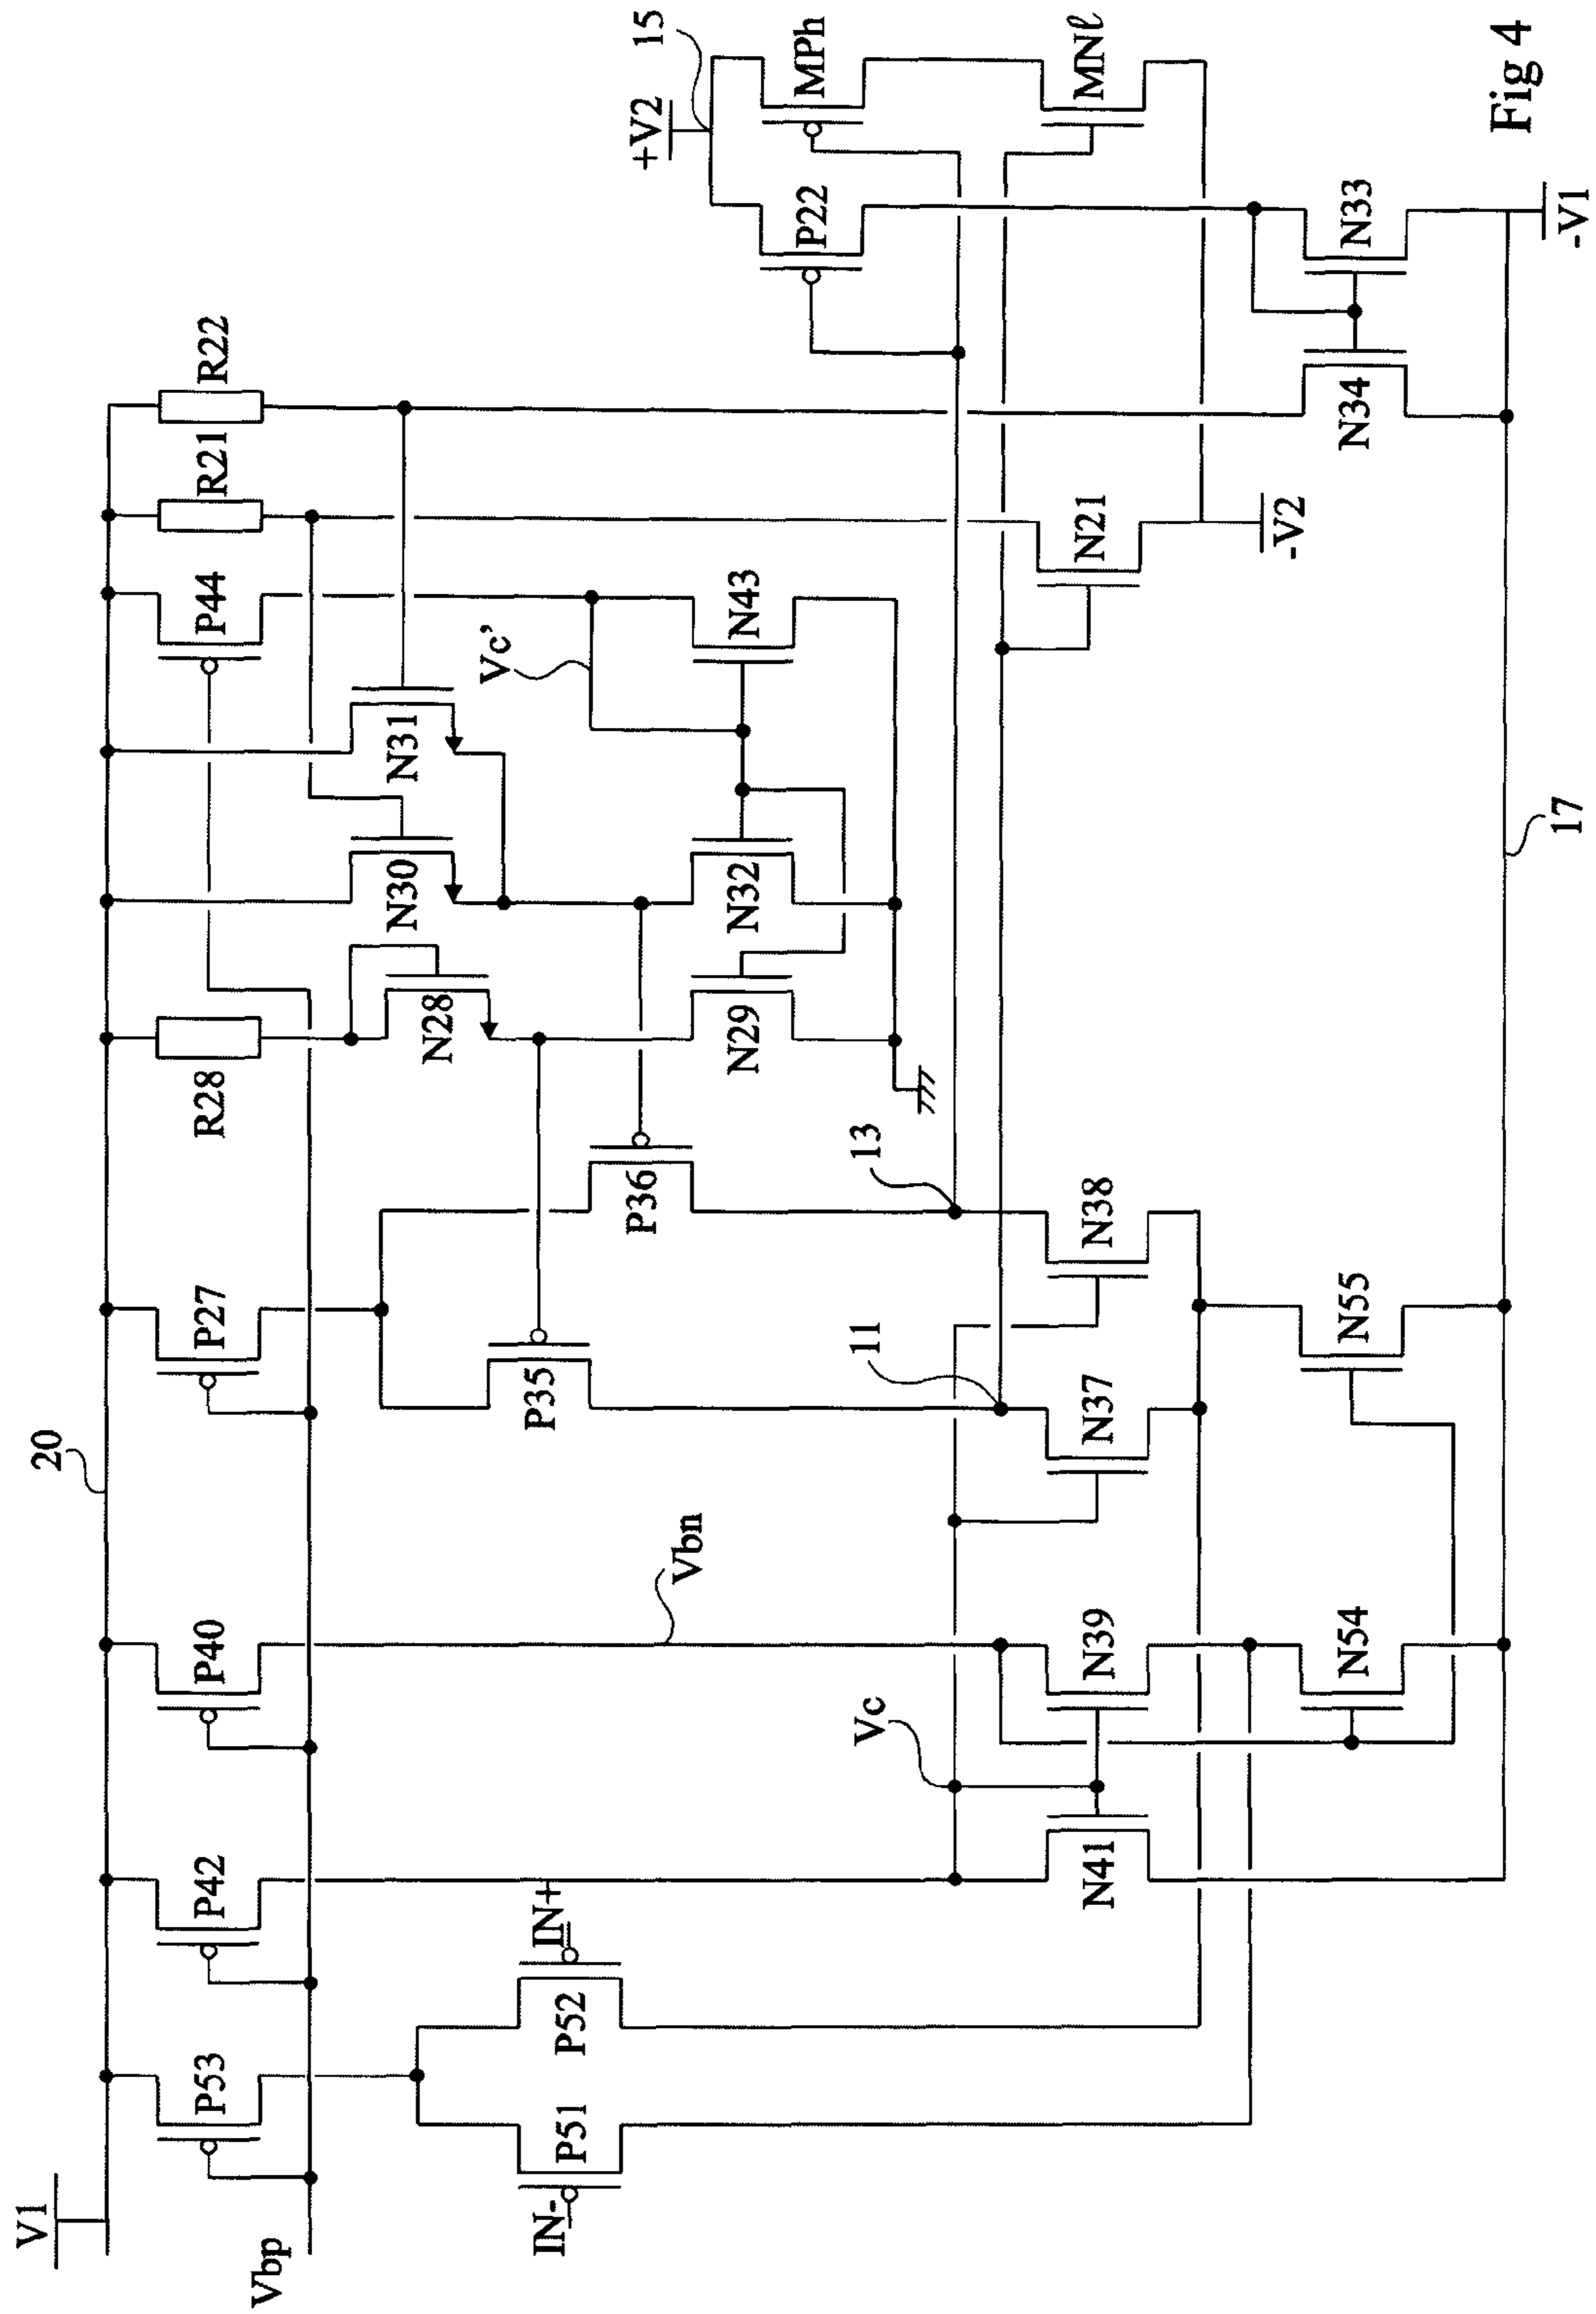 V1
20
Vbp
P53
P42
P40
P27
R28
P44
R21
R22
IN-
P51
P52
IN+
Vbn
P35
P36
N28
N30
N31
Vc'
+V2
15
P22
MPh
Vc
11
13
N29
N32
N43
N41
N39
N37
N38
N21
MNℓ
-V2
N54
N55
N34
N33
17
-V1
Fig 4